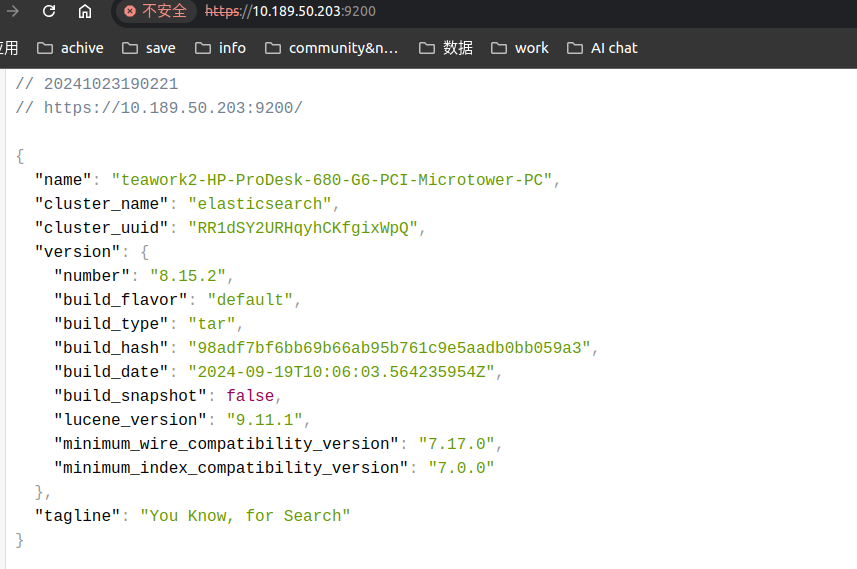 不安全 https://10.189.50.203:9200
应用 achive save info community&n… 数据 work AI chat
// 20241023190221
// https://10.189.50.203:9200/
{
"name": "teawork2-HP-ProDesk-680-G6-PCI-Microtower-PC",
"cluster_name": "elasticsearch",
"cluster_uuid": "RR1dSY2URHqyhCKfgixWpQ",
"version": {
"number": "8.15.2",
"build_flavor": "default",
"build_type": "tar",
"build_hash": "98adf7bf6bb69b66ab95b761c9e5aadb0bb059a3",
"build_date": "2024-09-19T10:06:03.564235954Z",
"build_snapshot": false,
"lucene_version": "9.11.1",
"minimum_wire_compatibility_version": "7.17.0",
"minimum_index_compatibility_version": "7.0.0"
},
"tagline": "You Know, for Search"
}